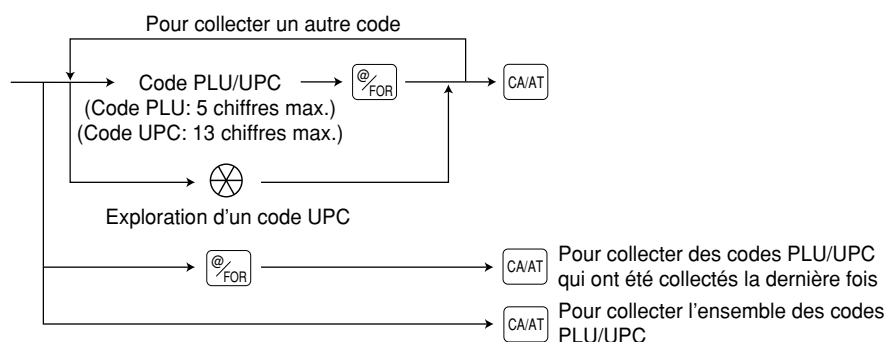 Pour collecter un autre code
Code PLU/UPC @/FOR CA/AT
(Code PLU: 5 chiffres max.)
(Code UPC: 13 chiffres max.)
Exploration d'un code UPC
@/FOR CA/AT Pour collecter des codes PLU/UPC
qui ont été collectés la dernière fois
CA/AT Pour collecter l'ensemble des codes
PLU/UPC